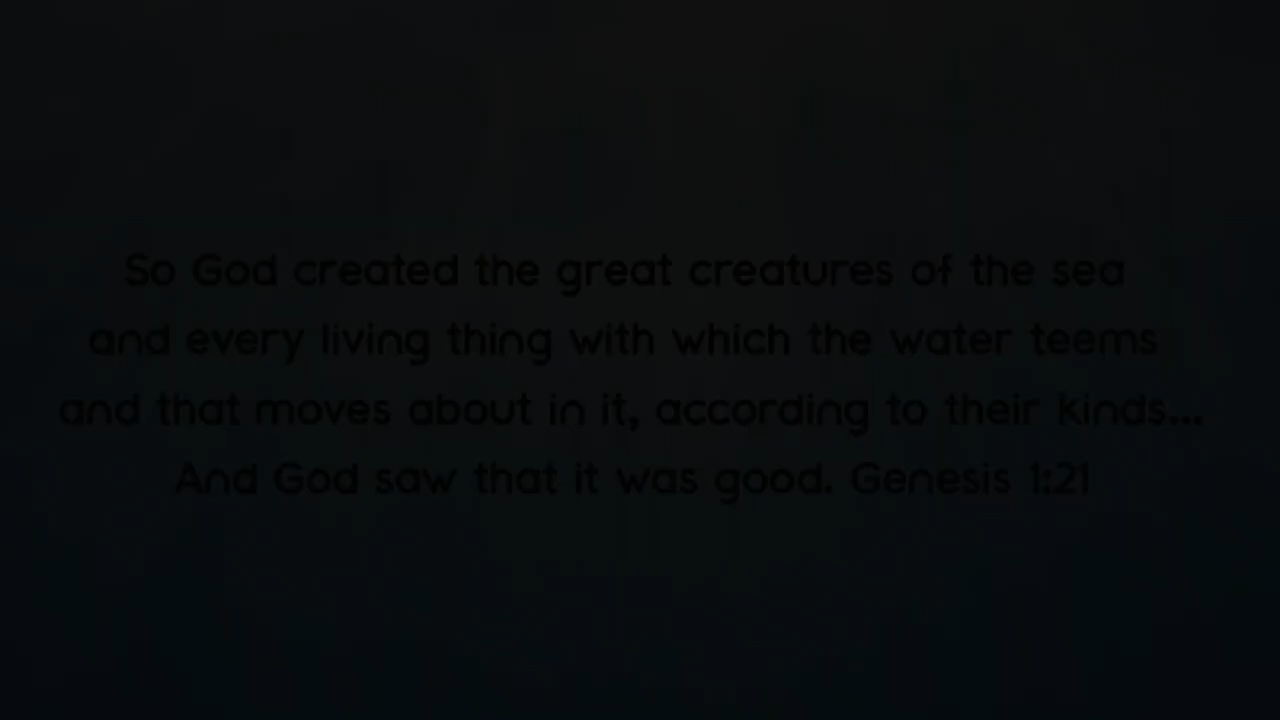 So God created the great creatures of the sea
and every living thing with which the water teems
and that moves about in it, according to their kinds...
And God saw that it was good. Genesis 1:21